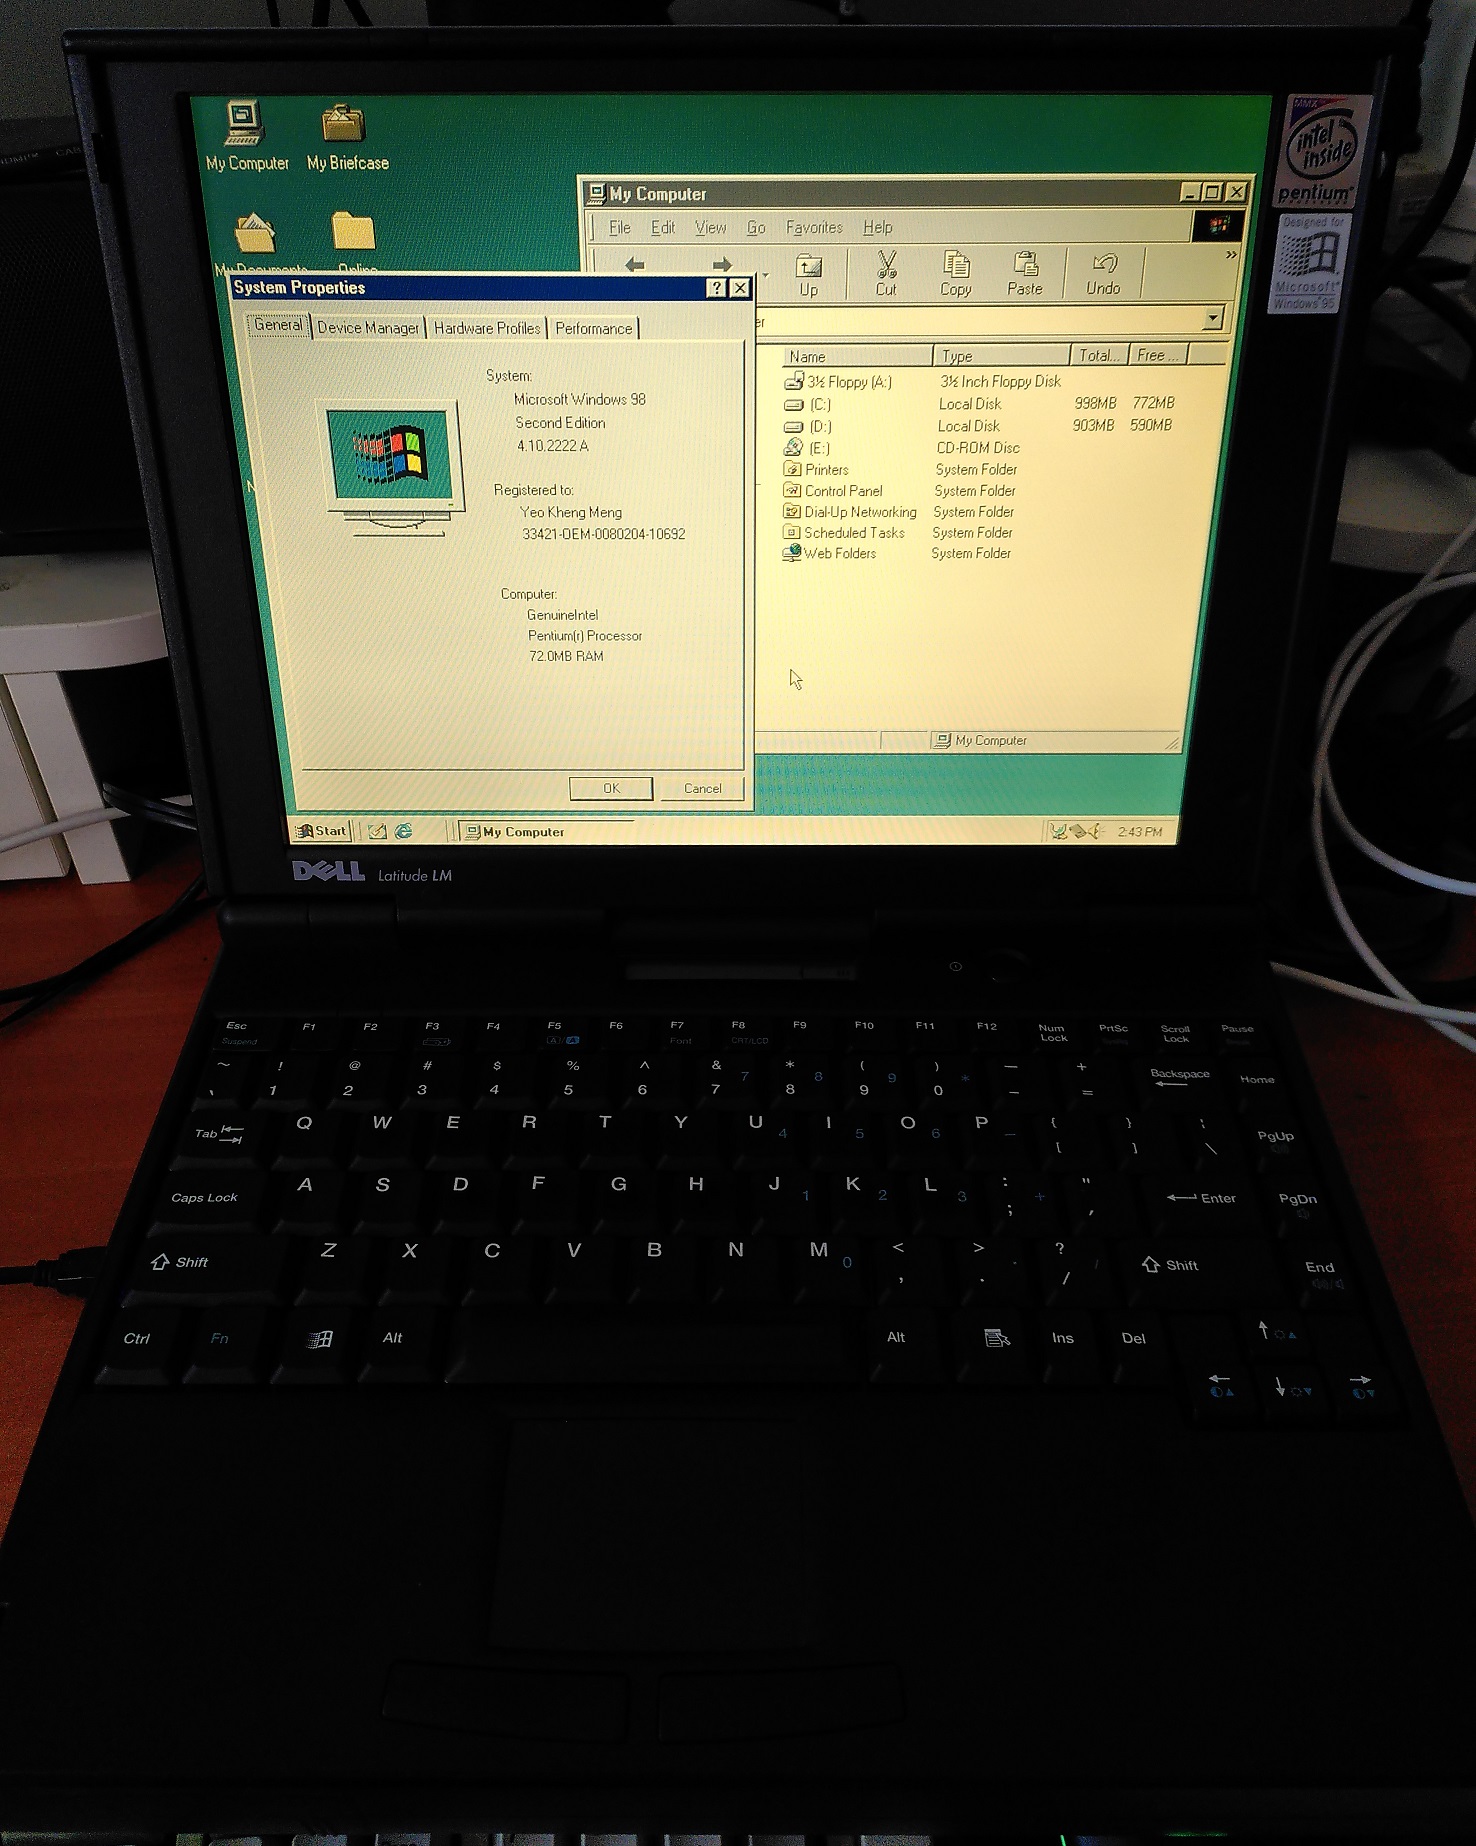 My Computer
My Briefcase
MMX
intel inside
pentium
Designed for
Microsoft
Windows 95
My Computer
File Edit View Go Favorites Help
Up Cut Copy Paste Undo
»
My Documents Online
System Properties
General Device Manager Hardware Profiles Performance
System:
Microsoft Windows 98
Second Edition
4.10.2222 A
Registered to:
Yeo Kheng Meng
33421-OEM-0080204-10692
Computer:
GenuineIntel
Pentium(r) Processor
72.0MB RAM
OK Cancel
Name Type Total... Free ...
3½ Floppy (A:) 3½ Inch Floppy Disk
(C:) Local Disk 998MB 772MB
(D:) Local Disk 903MB 590MB
(E:) CD-ROM Disc
Printers System Folder
Control Panel System Folder
Dial-Up Networking System Folder
Scheduled Tasks System Folder
Web Folders System Folder
My Computer
Start My Computer 2:43 PM
DELL Latitude LM
Esc F1 F2 F3 F4 F5 F6 F7 F8 F9 F10 F11 F12 Num Lock PrtSc Scroll Lock Pause
Suspend Font CRT/LCD
~ ! @ # $ % ^ & * ( ) — +
` 1 2 3 4 5 6 7 7 8 8 9 9 0 * - = Backspace Home
Tab Q W E R T Y U 4 I 5 O 6 P { [ } ] \ PgUp
Caps Lock A S D F G H J 1 K 2 L 3 : ; + " ' Enter PgDn
Shift Z X C V B N M 0 < , > . ? / Shift End
Ctrl Fn Alt Alt Ins Del